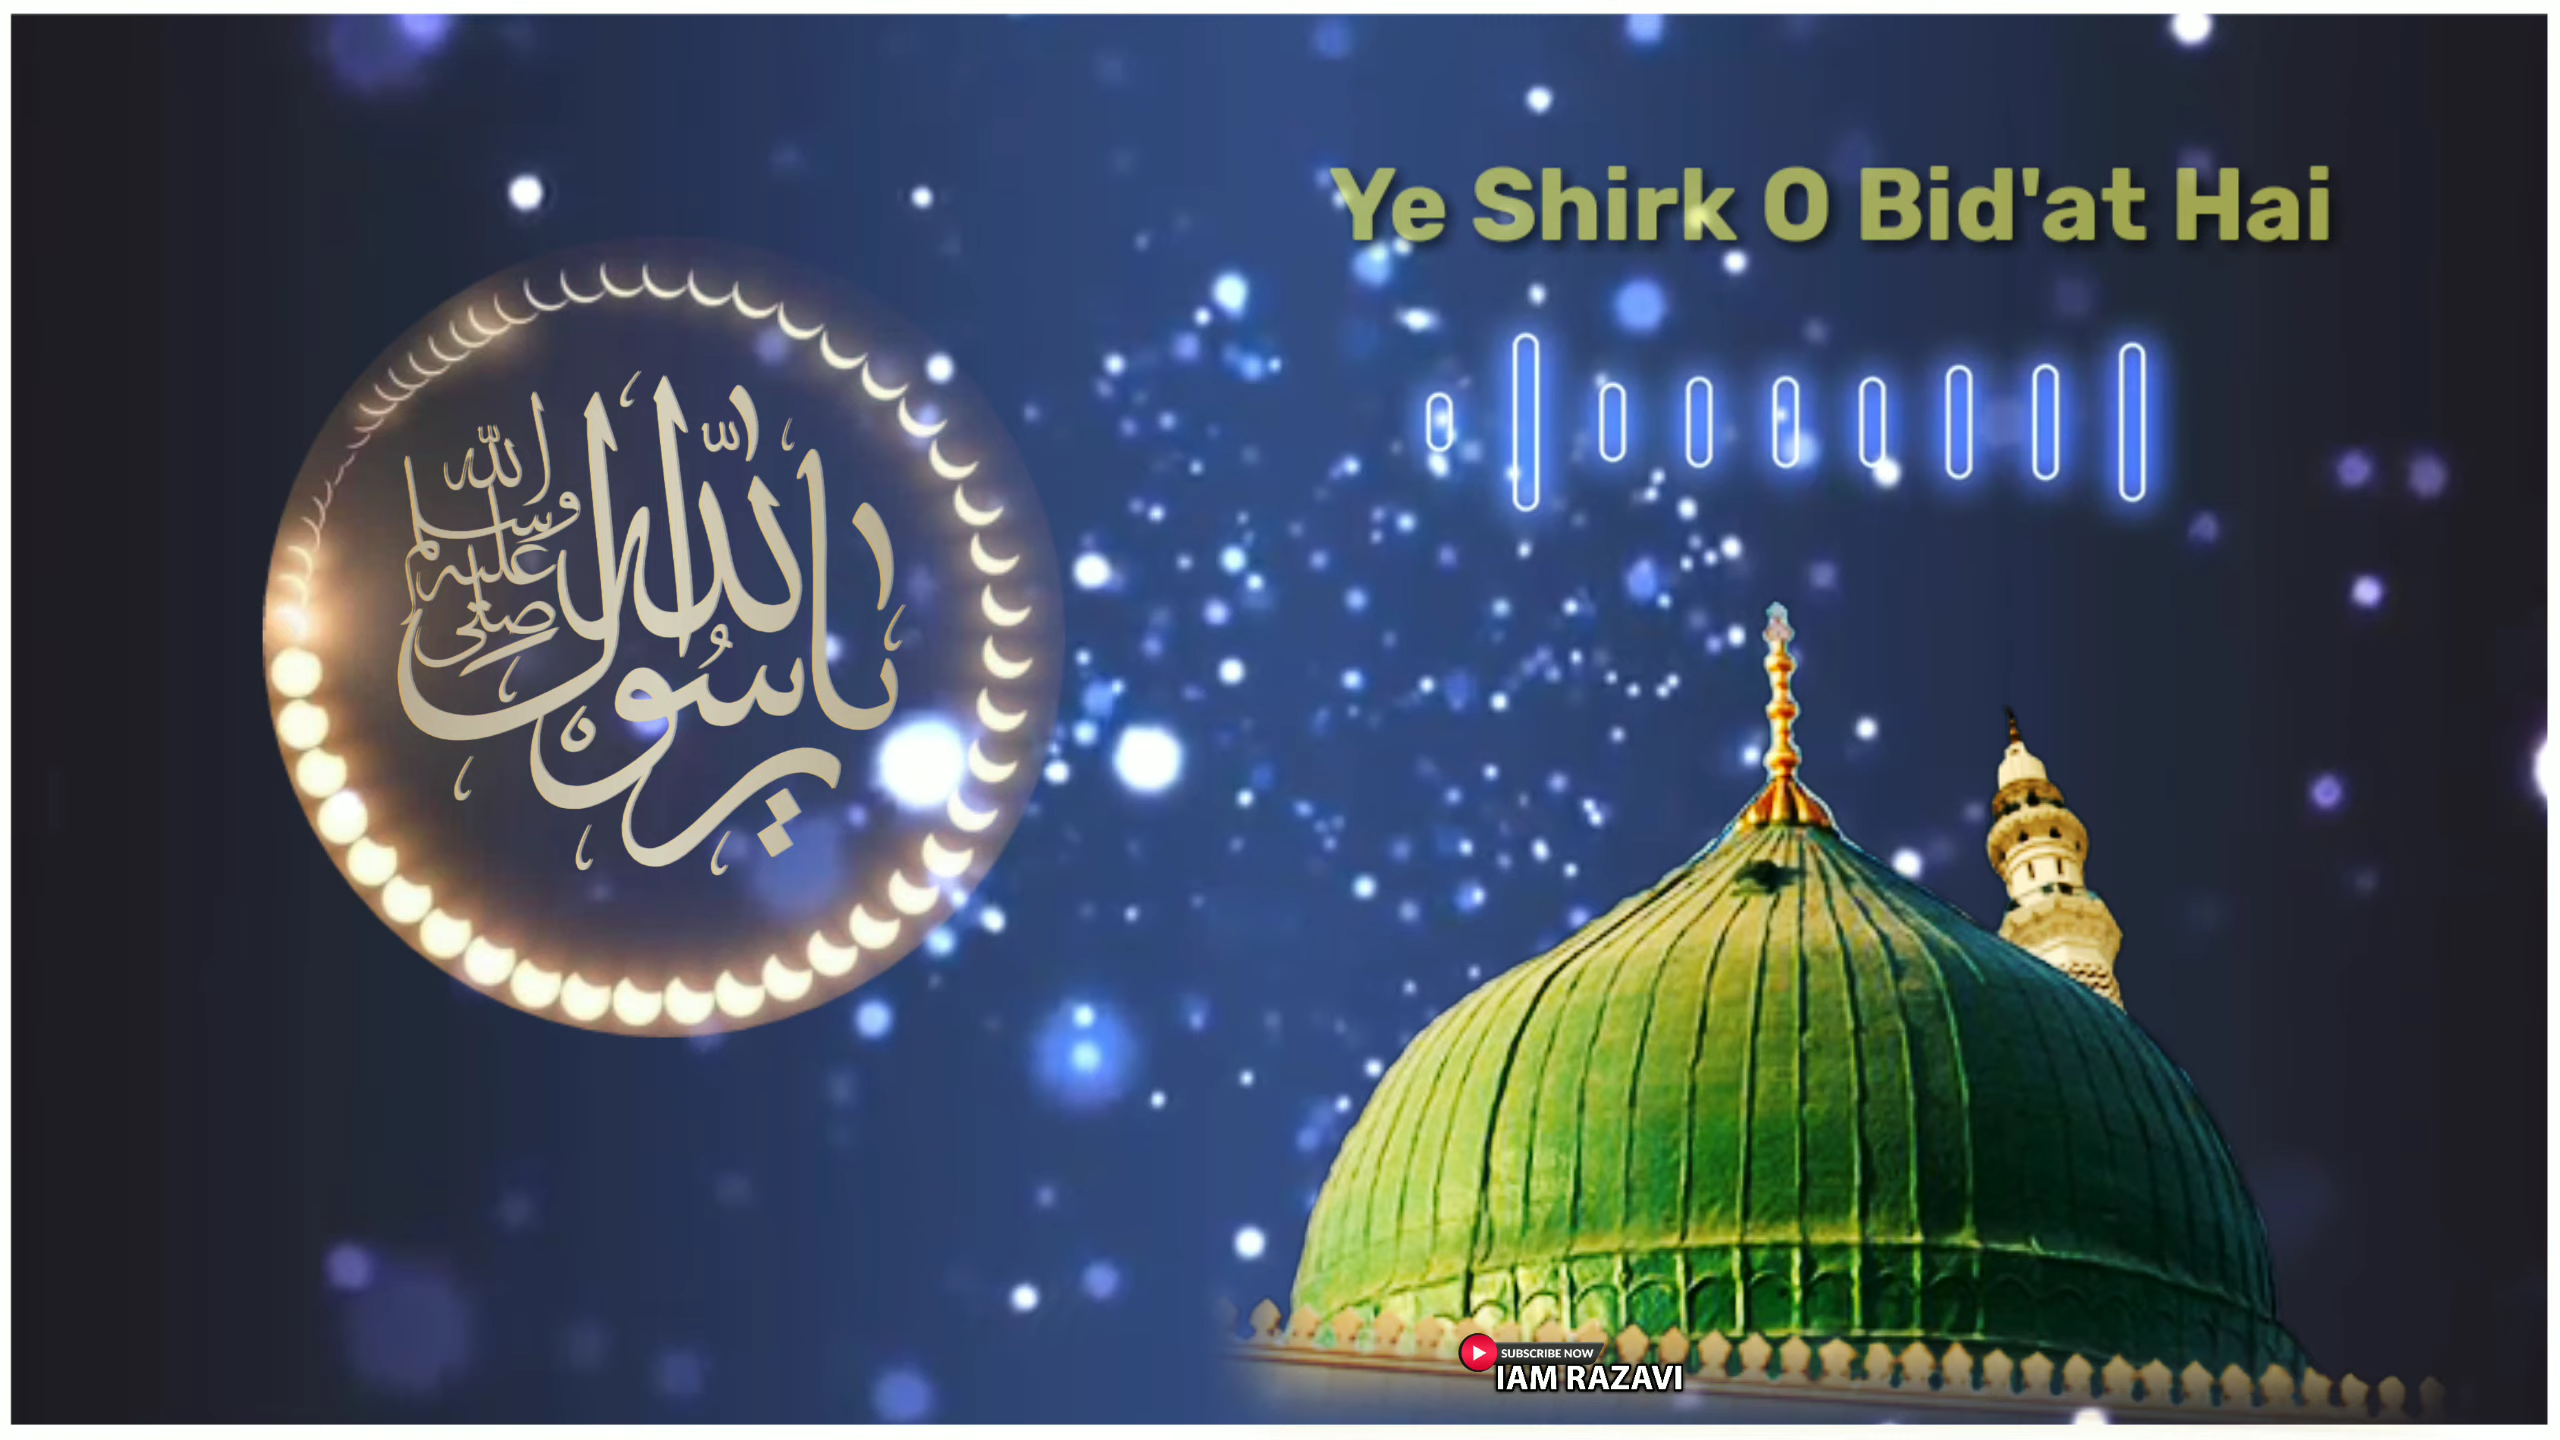 يا رسول الله
صلى الله عليه وسلم
Ye Shirk O Bid'at Hai
SUBSCRIBE NOW
IAM RAZAVI